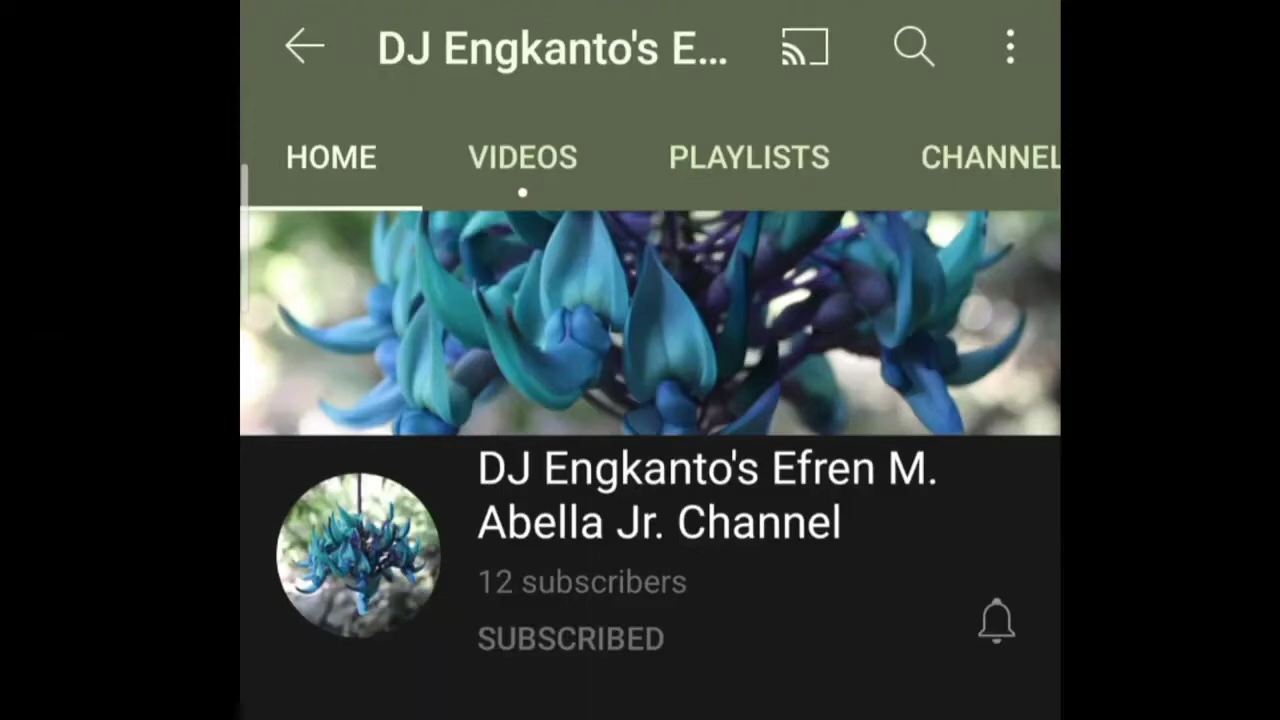 DJ Engkanto's E...
HOME VIDEOS PLAYLISTS CHANNEL
DJ Engkanto's Efren M.
Abella Jr. Channel
12 subscribers
SUBSCRIBED